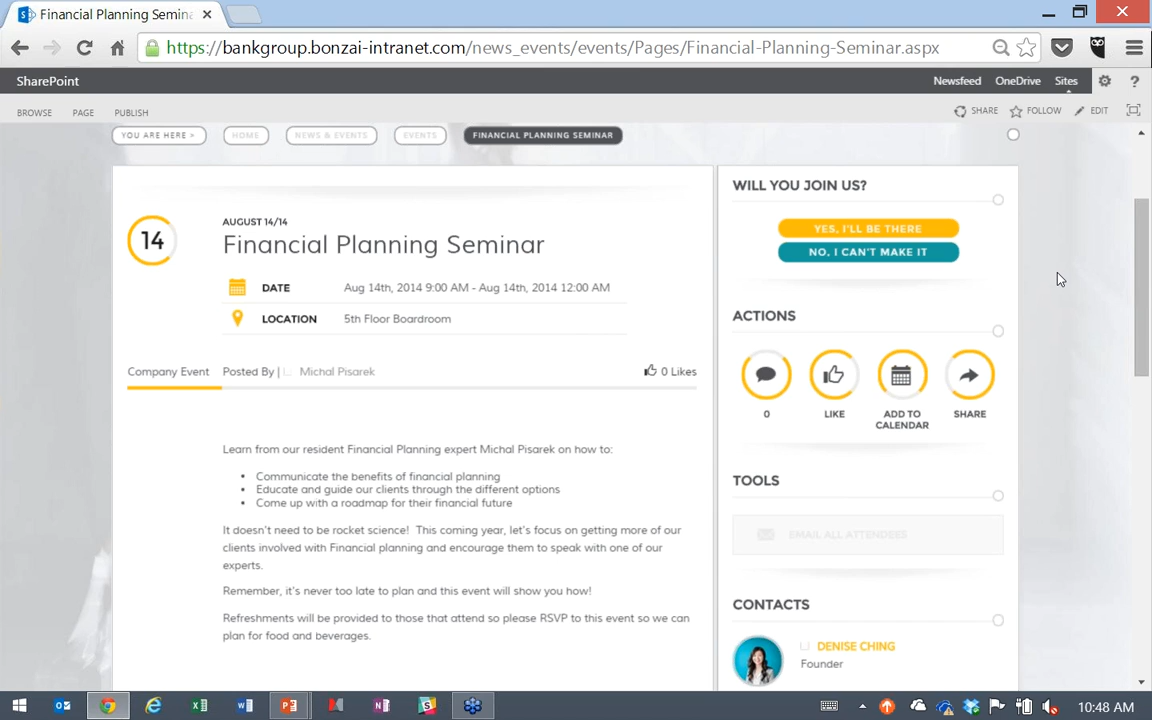 Financial Planning Semina
https://bankgroup.bonzai-intranet.com/news_events/events/Pages/Financial-Planning-Seminar.aspx
SharePoint
Newsfeed OneDrive Sites ?
BROWSE PAGE PUBLISH
SHARE FOLLOW EDIT
YOU ARE HERE > HOME NEWS & EVENTS EVENTS FINANCIAL PLANNING SEMINAR
14
AUGUST 14/14
Financial Planning Seminar
DATE Aug 14th, 2014 9:00 AM - Aug 14th, 2014 12:00 AM
LOCATION 5th Floor Boardroom
Company Event Posted By | Michal Pisarek 0 Likes
Learn from our resident Financial Planning expert Michal Pisarek on how to:
• Communicate the benefits of financial planning
• Educate and guide our clients through the different options
• Come up with a roadmap for their financial future
It doesn't need to be rocket science! This coming year, let's focus on getting more of our
clients involved with Financial planning and encourage them to speak with one of our
experts.
Remember, it's never too late to plan and this event will show you how!
Refreshments will be provided to those that attend so please RSVP to this event so we can
plan for food and beverages.
WILL YOU JOIN US?
YES, I'LL BE THERE
NO, I CAN'T MAKE IT
ACTIONS
0 LIKE ADD TO CALENDAR SHARE
TOOLS
EMAIL ALL ATTENDEES
CONTACTS
DENISE CHING
Founder
10:48 AM